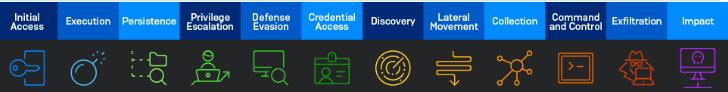 Initial
Access
Execution
Persistence
Privilege
Escalation
Defense
Evasion
Credential
Access
Discovery
Lateral
Movement
Collection
Command
and Control
Exfiltration
Impact